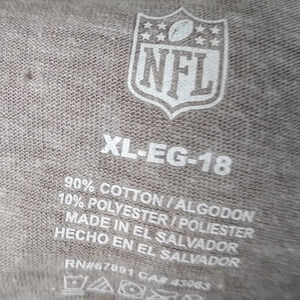 NFL
XL-EG-18
90% COTTON / ALGODON
10% POLYESTER / POLIESTER
MADE IN EL SALVADOR
HECHO EN EL SALVADOR
RN#67891 CA# 43063